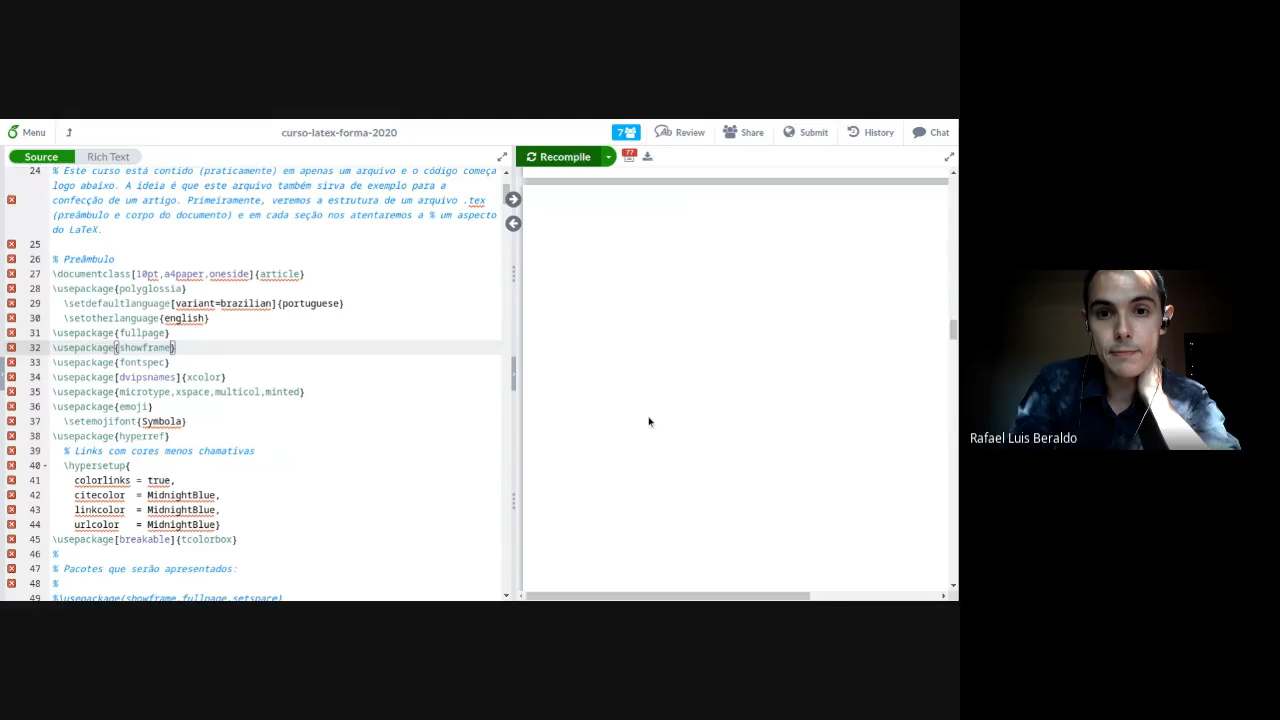 Menu
curso-latex-forma-2020
7
Review
Share
Submit
History
Chat
Source
Rich Text
Recompile
77
24
% Este curso está contido (praticamente) em apenas um arquivo e o código começa
logo abaixo. A ideia é que este arquivo também sirva de exemplo para a
confecção de um artigo. Primeiramente, veremos a estrutura de um arquivo .tex
(preâmbulo e corpo do documento) e em cada seção nos atentaremos a % um aspecto
do LaTeX.
25
26 % Preâmbulo
27 \documentclass[10pt,a4paper,oneside]{article}
28 \usepackage{polyglossia}
29 \setdefaultlanguage[variant=brazilian]{portuguese}
30 \setotherlanguage{english}
31 \usepackage{fullpage}
32 \usepackage{showframe}
33 \usepackage{fontspec}
34 \usepackage[dvipsnames]{xcolor}
35 \usepackage{microtype,xspace,multicol,minted}
36 \usepackage{emoji}
37 \setemojifont{Symbola}
38 \usepackage{hyperref}
39 % Links com cores menos chamativas
40 \hypersetup{
41 colorlinks = true,
42 citecolor = MidnightBlue,
43 linkcolor = MidnightBlue,
44 urlcolor = MidnightBlue}
45 \usepackage[breakable]{tcolorbox}
46 %
47 % Pacotes que serão apresentados:
48 %
49 %\usepackage{showframe,fullpage,setspace}
Rafael Luis Beraldo